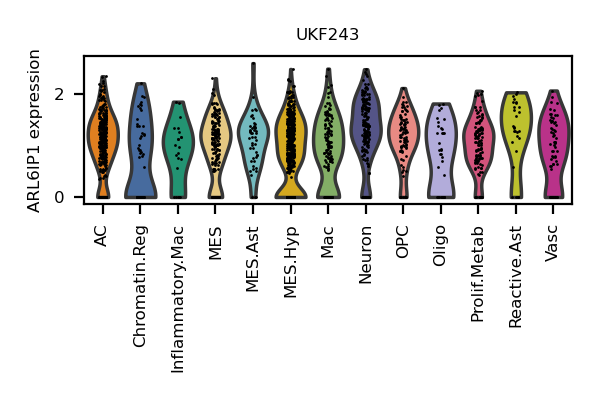 UKF243
ARL6IP1 expression
2
0
AC
Chromatin.Reg
Inflammatory.Mac
MES
MES.Ast
MES.Hyp
Mac
Neuron
OPC
Oligo
Prolif.Metab
Reactive.Ast
Vasc